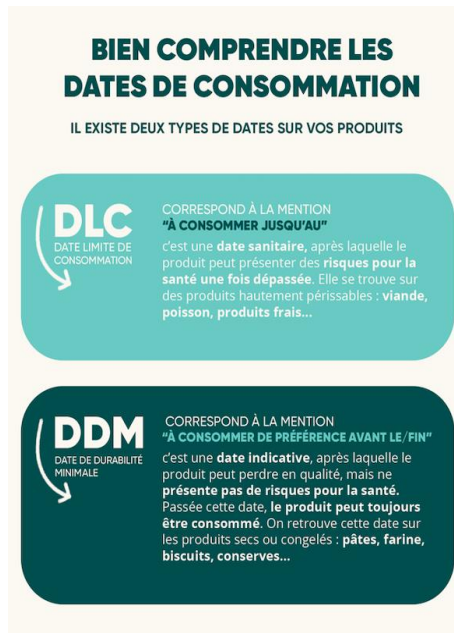 BIEN COMPRENDRE LES
DATES DE CONSOMMATION
IL EXISTE DEUX TYPES DE DATES SUR VOS PRODUITS
DLC
DATE LIMITE DE
CONSOMMATION
CORRESPOND À LA MENTION
“À CONSOMMER JUSQU’AU”
c’est une date sanitaire, après laquelle le
produit peut présenter des risques pour la
santé une fois dépassée. Elle se trouve sur
des produits hautement périssables : viande,
poisson, produits frais...
DDM
DATE DE DURABILITÉ
MINIMALE
CORRESPOND À LA MENTION
“À CONSOMMER DE PRÉFÉRENCE AVANT LE/FIN”
c’est une date indicative, après laquelle le
produit peut perdre en qualité, mais ne
présente pas de risques pour la santé.
Passée cette date, le produit peut toujours
être consommé. On retrouve cette date sur
les produits secs ou congelés : pâtes, farine,
biscuits, conserves...